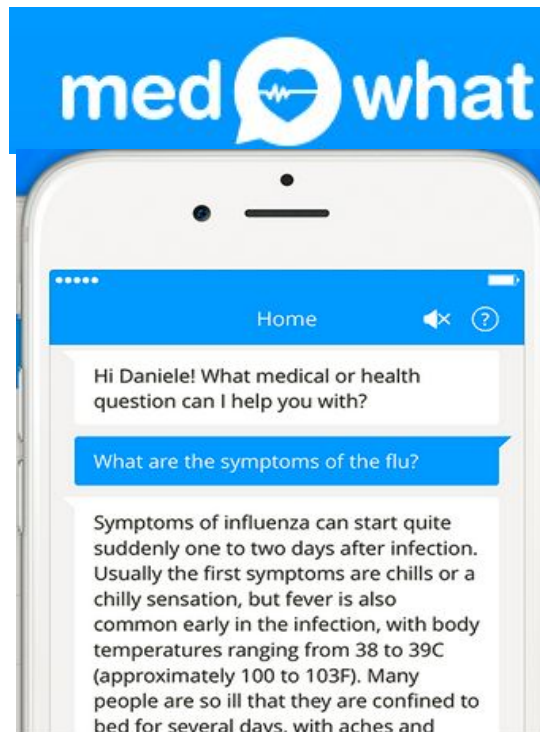 med what
Home
Hi Daniele! What medical or health
question can I help you with?
What are the symptoms of the flu?
Symptoms of influenza can start quite
suddenly one to two days after infection.
Usually the first symptoms are chills or a
chilly sensation, but fever is also
common early in the infection, with body
temperatures ranging from 38 to 39C
(approximately 100 to 103F). Many
people are so ill that they are confined to
bed for several days, with aches and